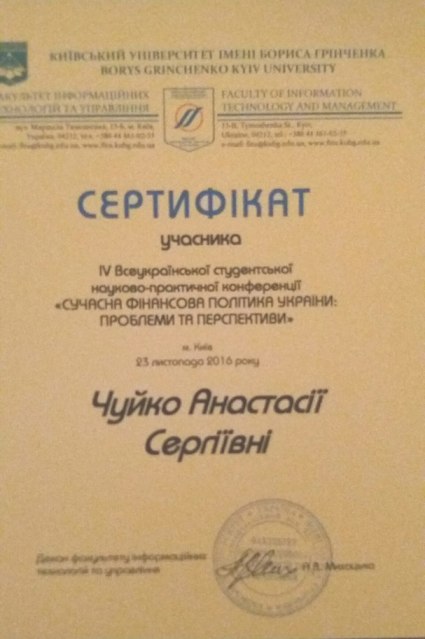 КИЇВСЬКИЙ УНІВЕРСИТЕТ ІМЕНІ БОРИСА ГРІНЧЕНКА
BORYS GRINCHENKO KYIV UNIVERSITY
ФАКУЛЬТЕТ ІНФОРМАЦІЙНИХ
ТЕХНОЛОГІЙ ТА УПРАВЛІННЯ
FACULTY OF INFORMATION
TECHNOLOGY AND MANAGEMENT
СЕРТИФІКАТ
учасника
IV Всеукраїнської студентської
науково-практичної конференції
«СУЧАСНА ФІНАНСОВА ПОЛІТИКА УКРАЇНИ:
ПРОБЛЕМИ ТА ПЕРСПЕКТИВИ»
м. Київ
23 листопада 2016 року
Чуйко Анастасії
Сергіївні
Декан факультету інформаційних
технологій та управління